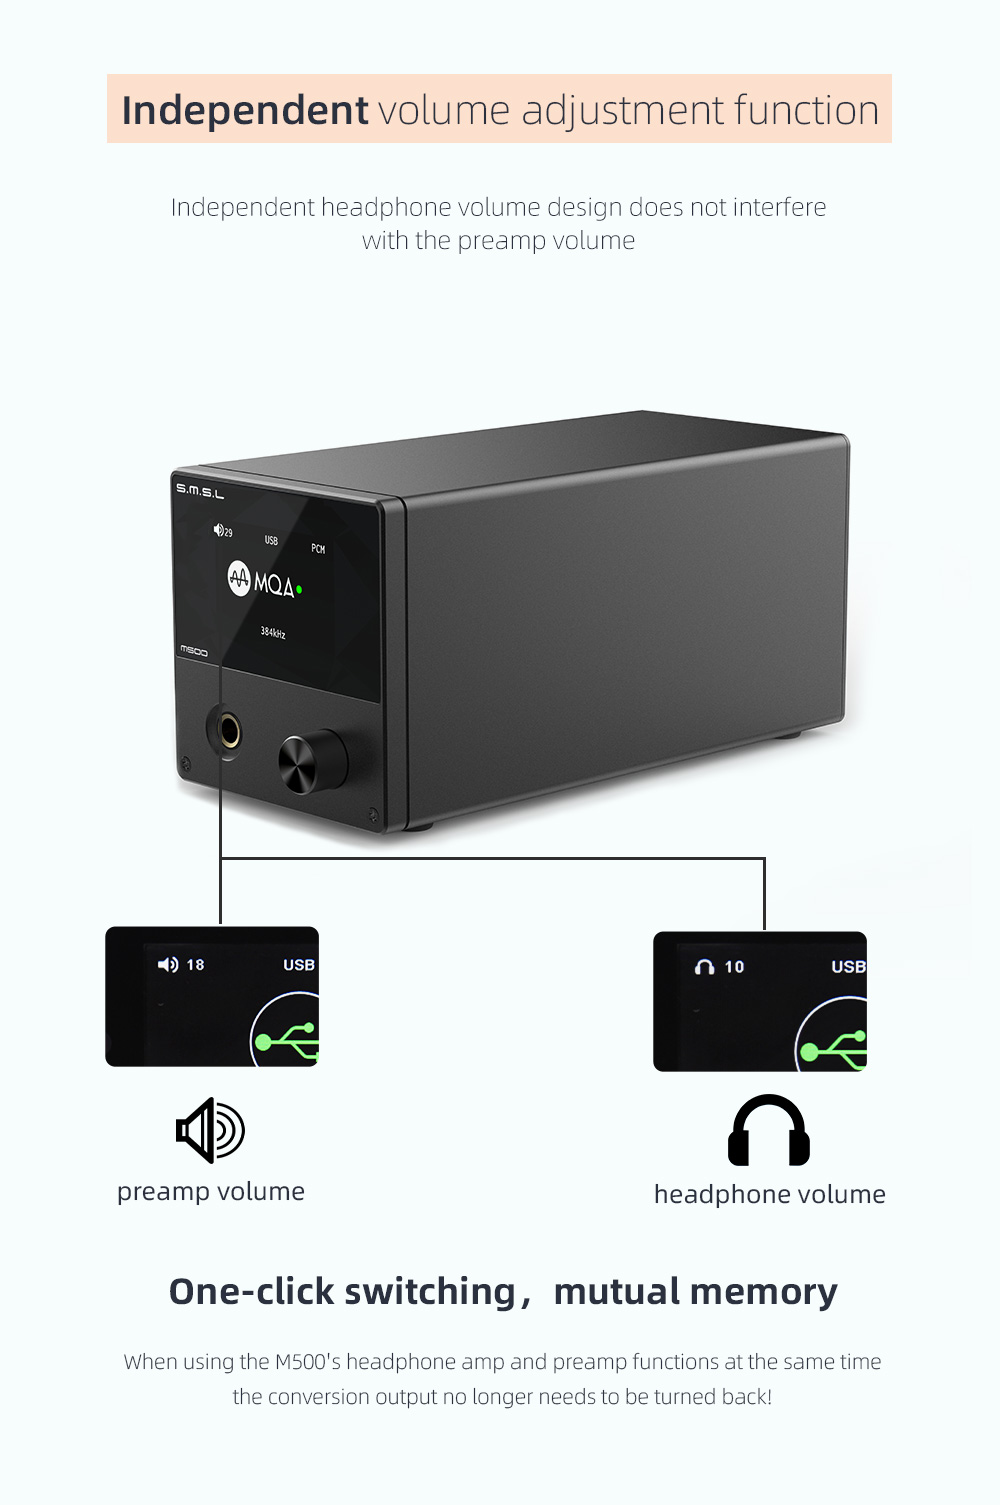 Independent volume adjustment function
Independent headphone volume design does not interfere
with the preamp volume
S.M.S.L
29
USB
PCM
MQA
384kHz
M500
18
USB
10
USB
preamp volume
headphone volume
One-click switching，mutual memory
When using the M500's headphone amp and preamp functions at the same time
the conversion output no longer needs to be turned back!